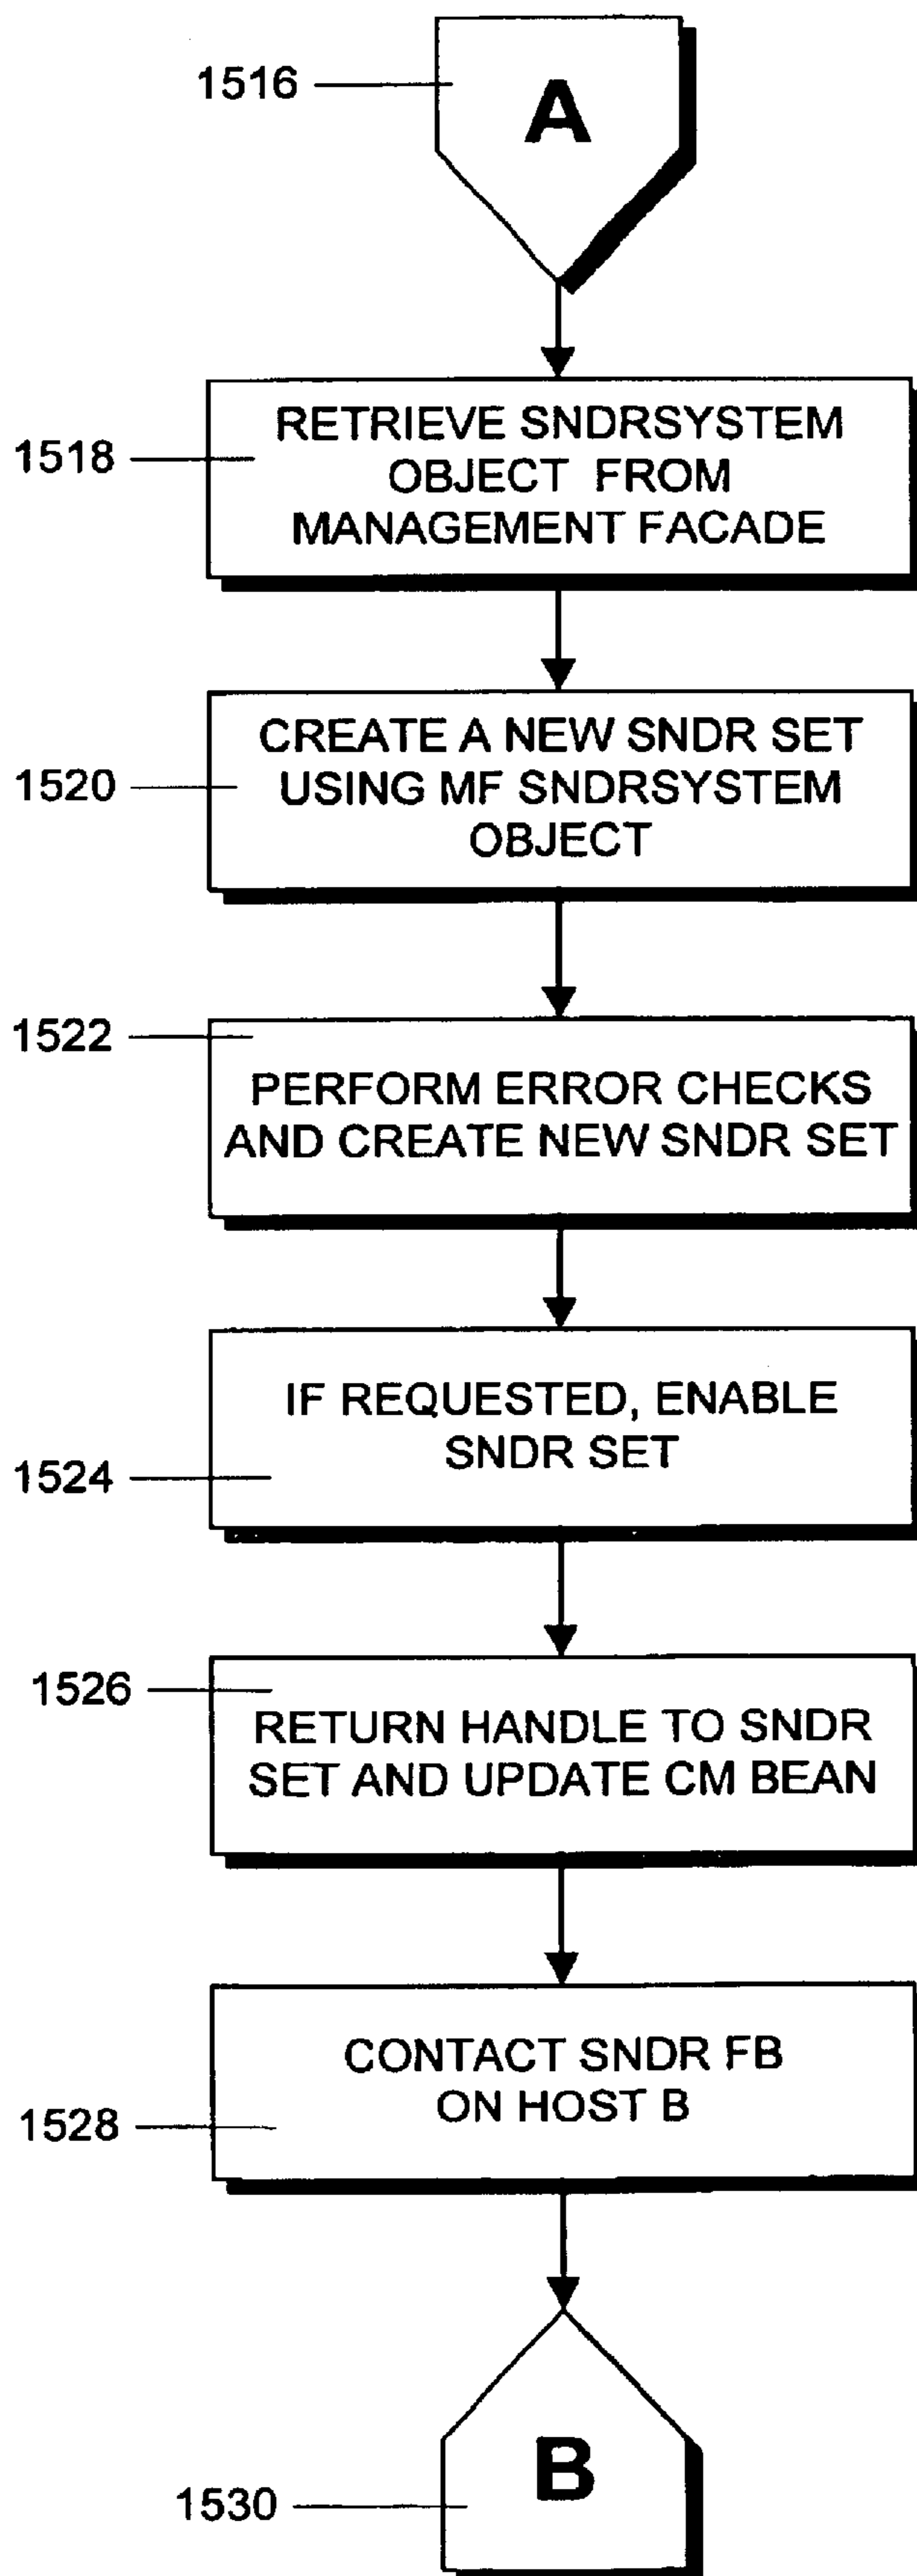 1516
A
1518
RETRIEVE SNDRSYSTEM
OBJECT FROM
MANAGEMENT FACADE
1520
CREATE A NEW SNDR SET
USING MF SNDRSYSTEM
OBJECT
1522
PERFORM ERROR CHECKS
AND CREATE NEW SNDR SET
1524
IF REQUESTED, ENABLE
SNDR SET
1526
RETURN HANDLE TO SNDR
SET AND UPDATE CM BEAN
1528
CONTACT SNDR FB
ON HOST B
1530
B